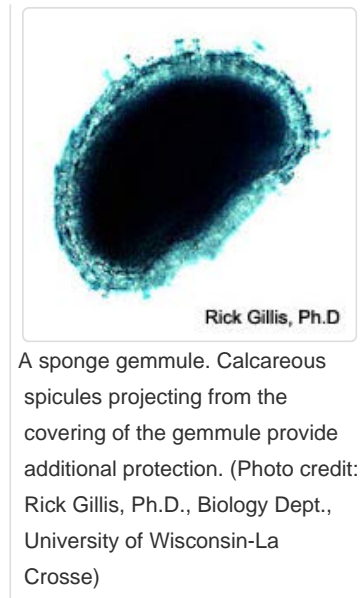 Rick Gillis, Ph.D
A sponge gemmule. Calcareous
spicules projecting from the
covering of the gemmule provide
additional protection. (Photo credit:
Rick Gillis, Ph.D., Biology Dept.,
University of Wisconsin-La
Crosse)